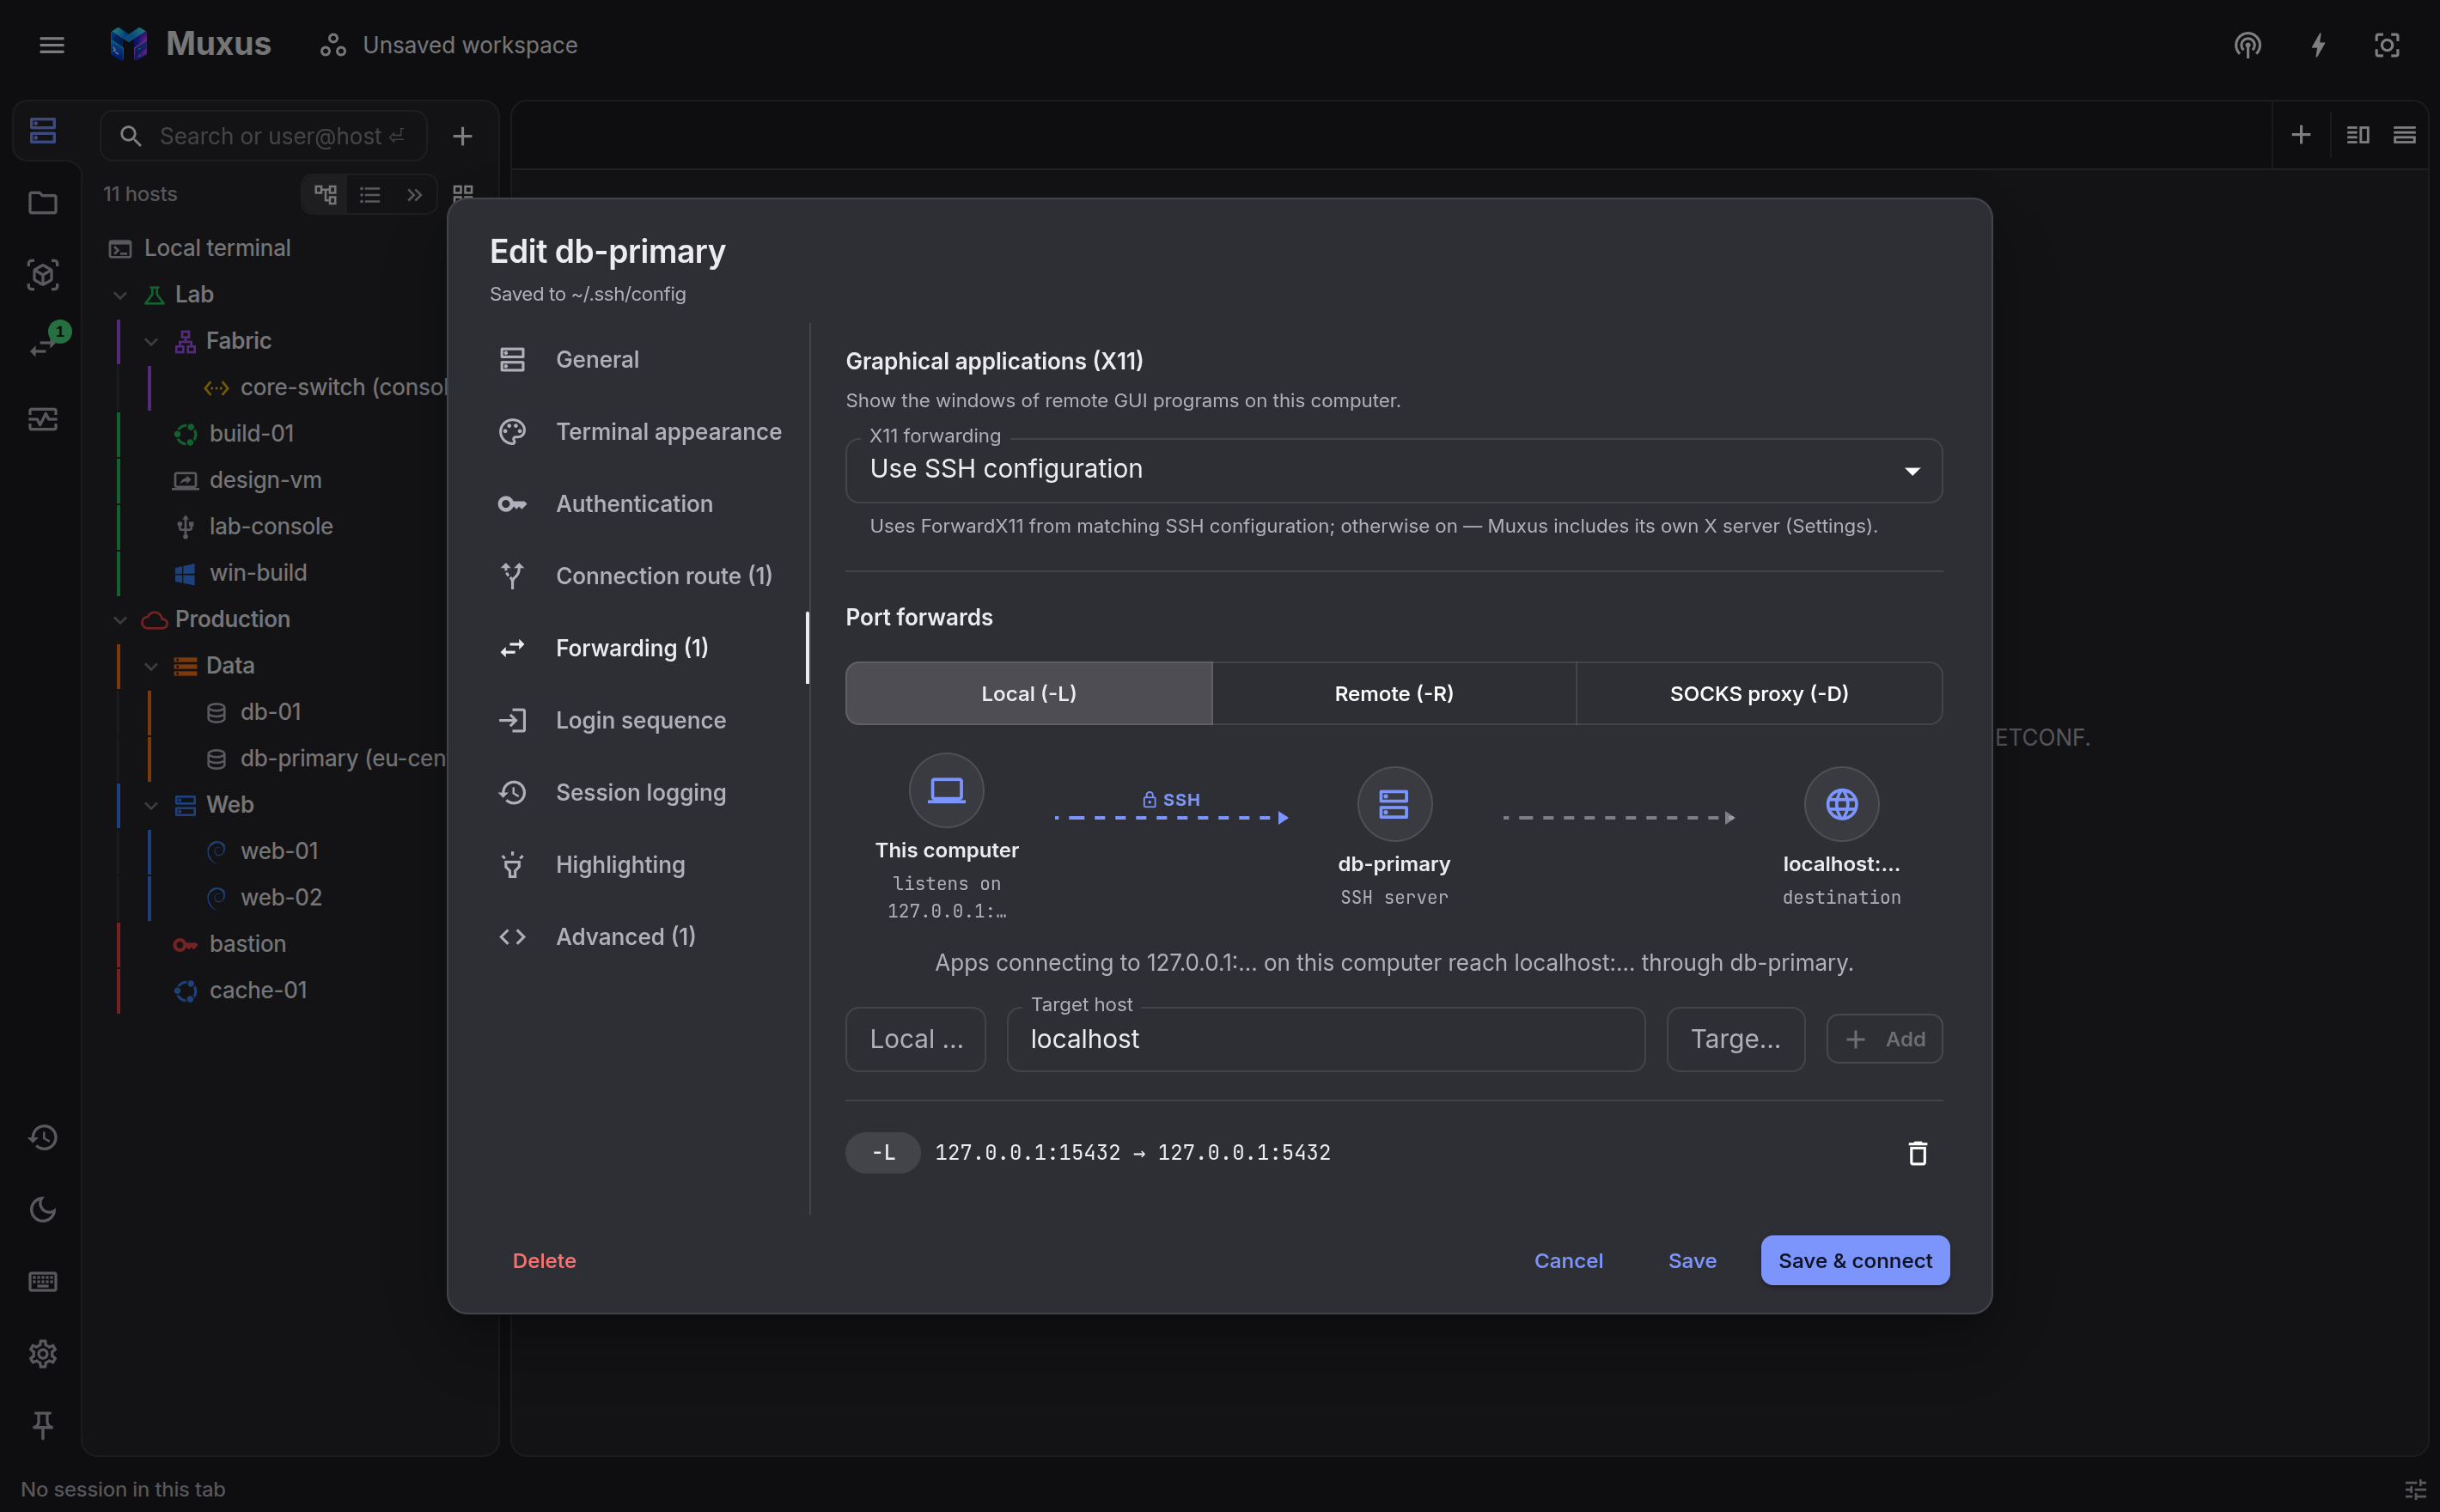 Muxus
Unsaved workspace
Search or user@host
11 hosts
Local terminal
Lab
Fabric
core-switch (consol
build-01
design-vm
lab-console
win-build
Production
Data
db-01
db-primary (eu-cen
Web
web-01
web-02
bastion
cache-01
1
ETCONF.
No session in this tab
Edit db-primary
Saved to ~/.ssh/config
General
Terminal appearance
Authentication
Connection route (1)
Forwarding (1)
Login sequence
Session logging
Highlighting
Advanced (1)
Graphical applications (X11)
Show the windows of remote GUI programs on this computer.
X11 forwarding
Use SSH configuration
Uses ForwardX11 from matching SSH configuration; otherwise on — Muxus includes its own X server (Settings).
Port forwards
Local (-L)
Remote (-R)
SOCKS proxy (-D)
SSH
This computer
listens on
127.0.0.1:…
db-primary
SSH server
localhost:…
destination
Apps connecting to 127.0.0.1:… on this computer reach localhost:… through db-primary.
Local ...
Target host
localhost
Targe...
Add
-L 127.0.0.1:15432 → 127.0.0.1:5432
Delete
Cancel
Save
Save & connect